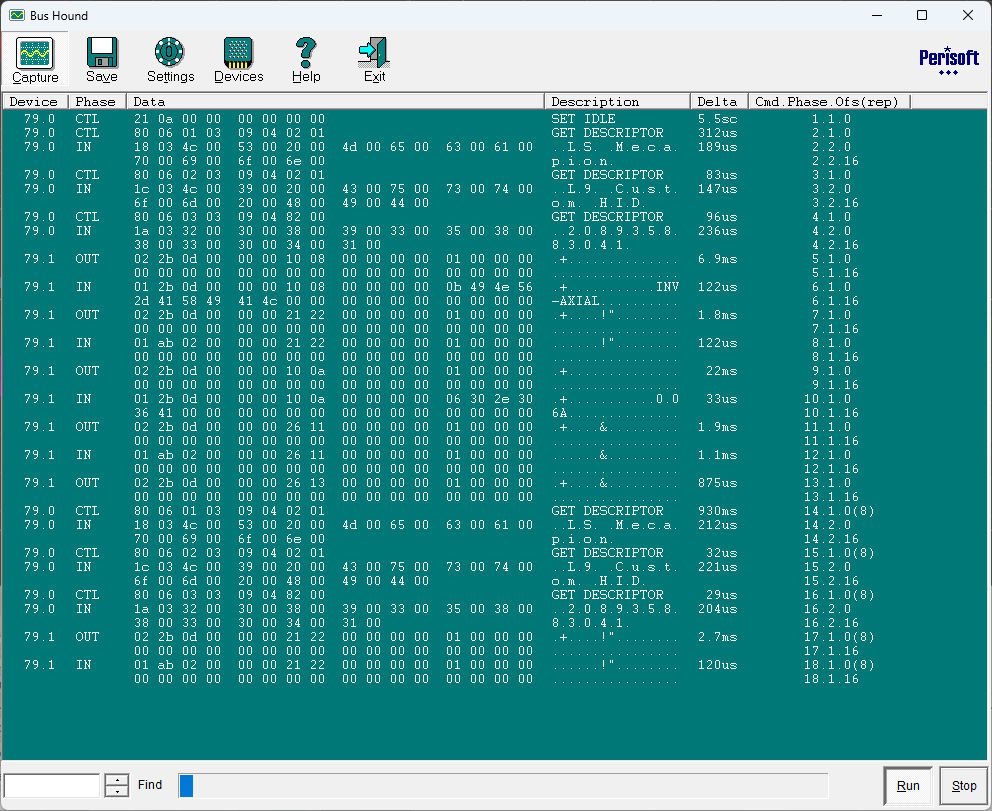 Bus Hound
Capture Save Settings Devices Help Exit Perisoft
Device Phase Data Description Delta Cmd.Phase.Ofs(rep)
79.0 CTL 21 0a 00 00 00 00 00 00 SET IDLE 5.5sc 1.1.0
79.0 CTL 80 06 01 03 09 04 02 01 GET DESCRIPTOR 312us 2.1.0
79.0 IN 18 03 4c 00 53 00 20 00 4d 00 65 00 63 00 61 00 ..L.S. .M.e.c.a. 189us 2.2.0
70 00 69 00 6f 00 6e 00 p.i.o.n. 2.2.16
79.0 CTL 80 06 02 03 09 04 02 01 GET DESCRIPTOR 83us 3.1.0
79.0 IN 1c 03 4c 00 39 00 20 00 43 00 75 00 73 00 74 00 ..L.9. .C.u.s.t. 147us 3.2.0
6f 00 6d 00 20 00 48 00 49 00 44 00 o.m. .H.I.D. 3.2.16
79.0 CTL 80 06 03 03 09 04 82 00 GET DESCRIPTOR 96us 4.1.0
79.0 IN 1a 03 32 00 30 00 38 00 39 00 33 00 35 00 38 00 ..2.0.8.9.3.5.8. 236us 4.2.0
38 00 33 00 30 00 34 00 31 00 8.3.0.4.1. 4.2.16
79.1 OUT 02 2b 0d 00 00 00 10 08 00 00 00 00 01 00 00 00 .+.............. 6.9ms 5.1.0
00 00 00 00 00 00 00 00 00 00 00 00 00 00 00 00 ................ 5.1.16
79.1 IN 01 2b 0d 00 00 00 10 08 00 00 00 00 0b 49 4e 56 .+...........INV 122us 6.1.0
2d 41 58 49 41 4c 00 00 00 00 00 00 00 00 00 00 -AXIAL.......... 6.1.16
79.1 OUT 02 2b 0d 00 00 00 21 22 00 00 00 00 01 00 00 00 .+....!"........ 1.8ms 7.1.0
00 00 00 00 00 00 00 00 00 00 00 00 00 00 00 00 ................ 7.1.16
79.1 IN 01 ab 02 00 00 00 21 22 00 00 00 00 01 00 00 00 ......!"........ 122us 8.1.0
00 00 00 00 00 00 00 00 00 00 00 00 00 00 00 00 ................ 8.1.16
79.1 OUT 02 2b 0d 00 00 00 10 0a 00 00 00 00 01 00 00 00 .+.............. 22ms 9.1.0
00 00 00 00 00 00 00 00 00 00 00 00 00 00 00 00 ................ 9.1.16
79.1 IN 01 2b 0d 00 00 00 10 0a 00 00 00 00 06 30 2e 30 .+...........0.0 33us 10.1.0
36 41 00 00 00 00 00 00 00 00 00 00 00 00 00 00 6A.............. 10.1.16
79.1 OUT 02 2b 0d 00 00 00 26 11 00 00 00 00 01 00 00 00 .+....&......... 1.9ms 11.1.0
00 00 00 00 00 00 00 00 00 00 00 00 00 00 00 00 ................ 11.1.16
79.1 IN 01 ab 02 00 00 00 26 11 00 00 00 00 01 00 00 00 ......&......... 1.1ms 12.1.0
00 00 00 00 00 00 00 00 00 00 00 00 00 00 00 00 ................ 12.1.16
79.1 OUT 02 2b 0d 00 00 00 26 13 00 00 00 00 01 00 00 00 .+....&......... 875us 13.1.0
00 00 00 00 00 00 00 00 00 00 00 00 00 00 00 00 ................ 13.1.16
79.0 CTL 80 06 01 03 09 04 02 01 GET DESCRIPTOR 930ms 14.1.0(8)
79.0 IN 18 03 4c 00 53 00 20 00 4d 00 65 00 63 00 61 00 ..L.S. .M.e.c.a. 212us 14.2.0
70 00 69 00 6f 00 6e 00 p.i.o.n. 14.2.16
79.0 CTL 80 06 02 03 09 04 02 01 GET DESCRIPTOR 32us 15.1.0(8)
79.0 IN 1c 03 4c 00 39 00 20 00 43 00 75 00 73 00 74 00 ..L.9. .C.u.s.t. 221us 15.2.0
6f 00 6d 00 20 00 48 00 49 00 44 00 o.m. .H.I.D. 15.2.16
79.0 CTL 80 06 03 03 09 04 82 00 GET DESCRIPTOR 29us 16.1.0(8)
79.0 IN 1a 03 32 00 30 00 38 00 39 00 33 00 35 00 38 00 ..2.0.8.9.3.5.8. 204us 16.2.0
38 00 33 00 30 00 34 00 31 00 8.3.0.4.1. 16.2.16
79.1 OUT 02 2b 0d 00 00 00 21 22 00 00 00 00 01 00 00 00 .+....!"........ 2.7ms 17.1.0(8)
00 00 00 00 00 00 00 00 00 00 00 00 00 00 00 00 ................ 17.1.16
79.1 IN 01 ab 02 00 00 00 21 22 00 00 00 00 01 00 00 00 ......!"........ 120us 18.1.0(8)
00 00 00 00 00 00 00 00 00 00 00 00 00 00 00 00 ................ 18.1.16
Find Run Stop